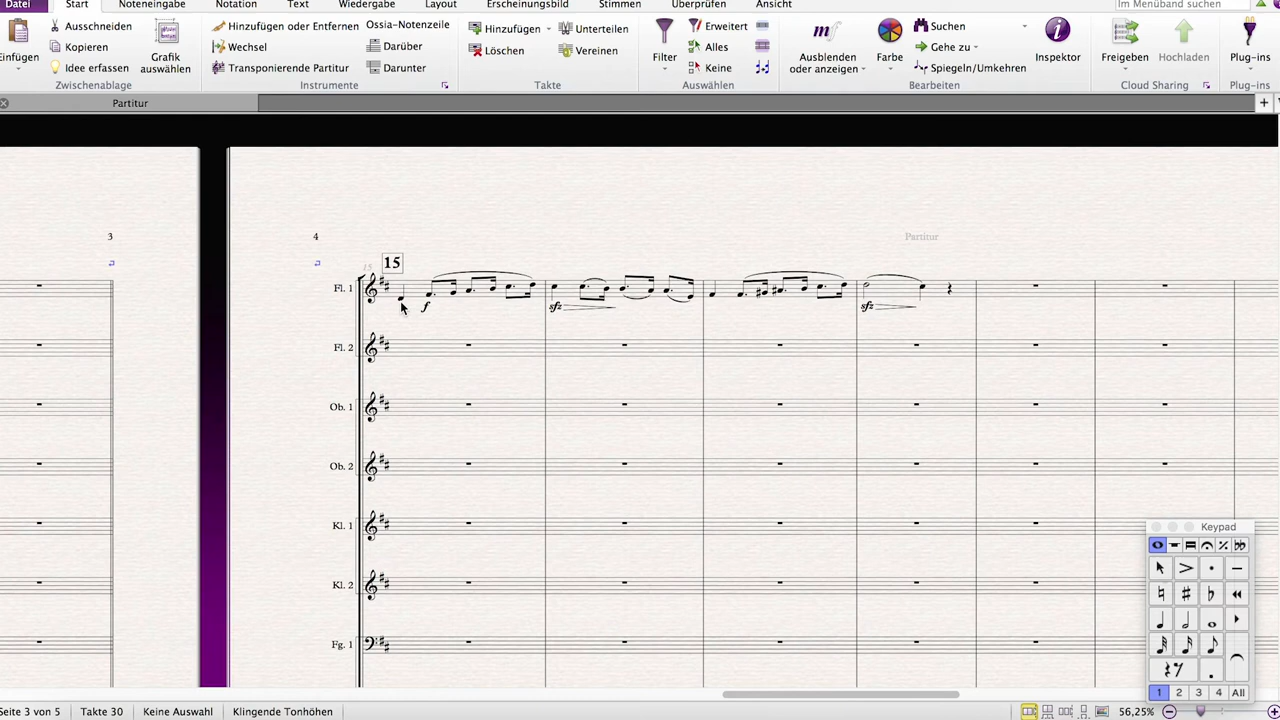 Datei Start Noteneingabe Notation Text Wiedergabe Layout Erscheinungsbild Stimmen Überprüfen Ansicht Im Menüband suchen
Einfügen Ausschneiden
Kopieren
Idee erfassen
Zwischenablage
Grafik
auswählen
Hinzufügen oder Entfernen
Wechsel
Transponierende Partitur
Instrumente
Ossia-Notenzeile
Darüber
Darunter
Hinzufügen Unterteilen
Löschen Vereinen
Takte
Filter
Erweitert
Alles
Keine
Auswählen
Ausblenden
oder anzeigen
Farbe
Suchen
Gehe zu
Spiegeln/Umkehren
Bearbeiten
Inspektor
Freigeben Hochladen
Cloud Sharing
Plug-ins
Plug-ins
Partitur
3
4
Partitur
15
15
Fl. 1
f sfz sfz
Fl. 2
Ob. 1
Ob. 2
Kl. 1
Kl. 2
Fg. 1
Keypad
1 2 3 4 All
Seite 3 von 5 Takte 30 Keine Auswahl Klingende Tonhöhen 56,25%